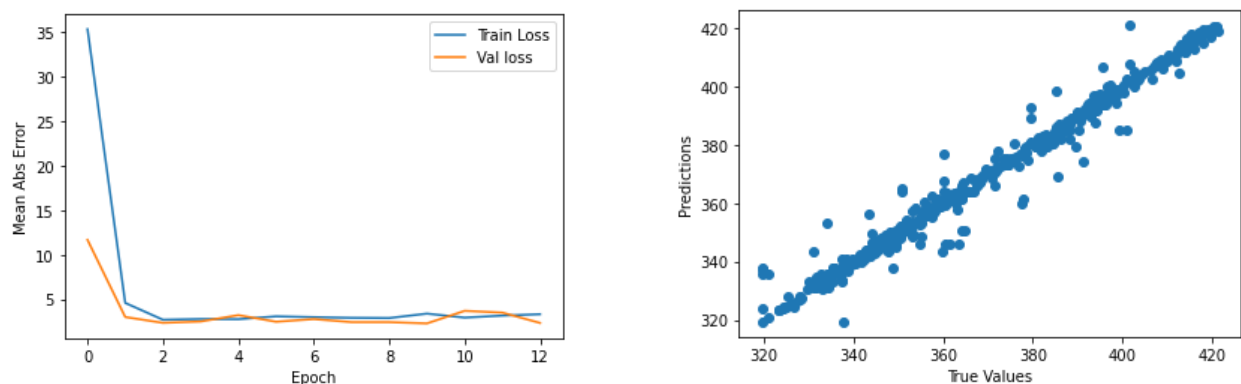 35
30
25
20
15
10
5
Mean Abs Error
Train Loss
Val loss
0 2 4 6 8 10 12
Epoch
420
400
380
360
340
320
Predictions
320 340 360 380 400 420
True Values